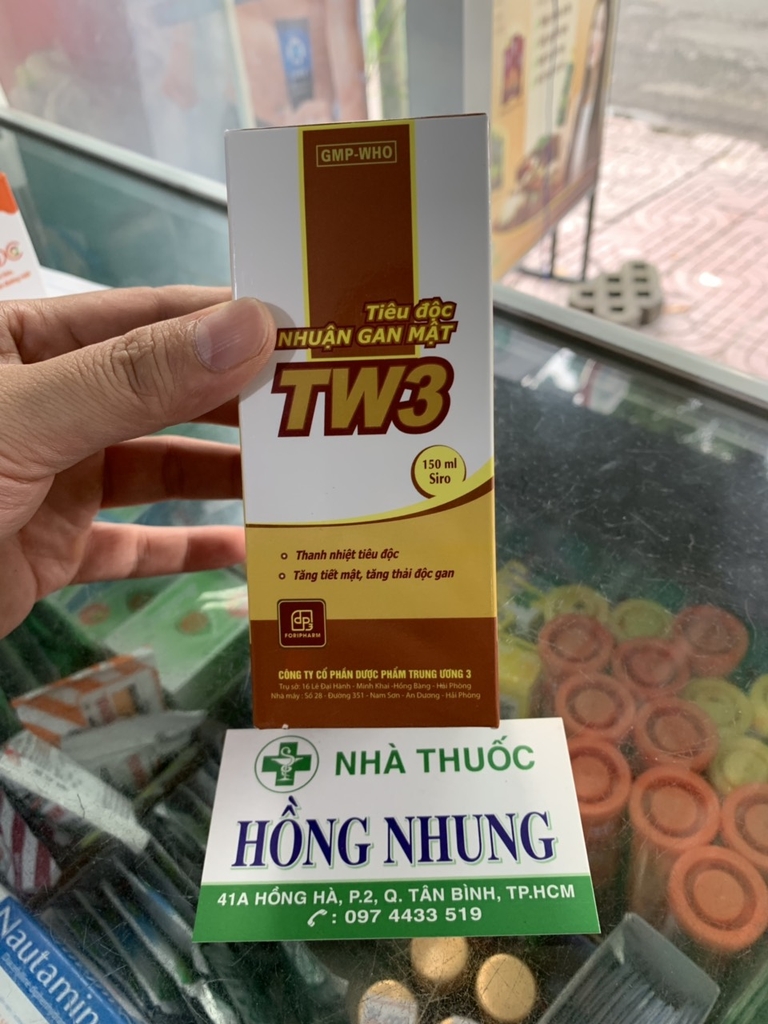 GMP-WHO
Tiêu độc
NHUẬN GAN MẬT
TW3
150 ml
Siro
Thanh nhiệt tiêu độc
Tăng tiết mật, tăng thải độc gan
FORIPHARM
CÔNG TY CỔ PHẦN DƯỢC PHẨM TRUNG ƯƠNG 3
Trụ sở: 16 Lê Đại Hành - Minh Khai -Hồng Bàng - Hải Phòng
Nhà máy : Số 28 - Đường 351 - Nam Sơn - An Dương - Hải Phòng
NHÀ THUỐC
HỒNG NHUNG
41A HỒNG HÀ, P.2, Q. TÂN BÌNH, TP.HCM
: 097 4433 519
Nautamin